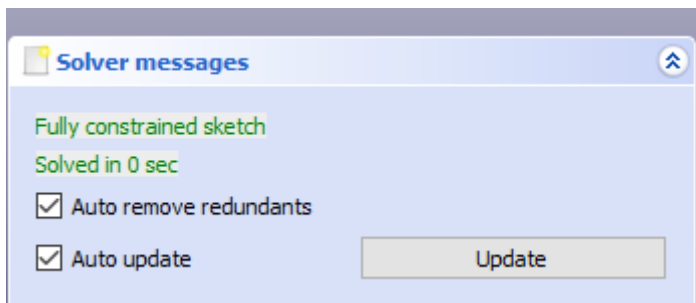 Solver messages
Fully constrained sketch
Solved in 0 sec
Auto remove redundants
Auto update Update